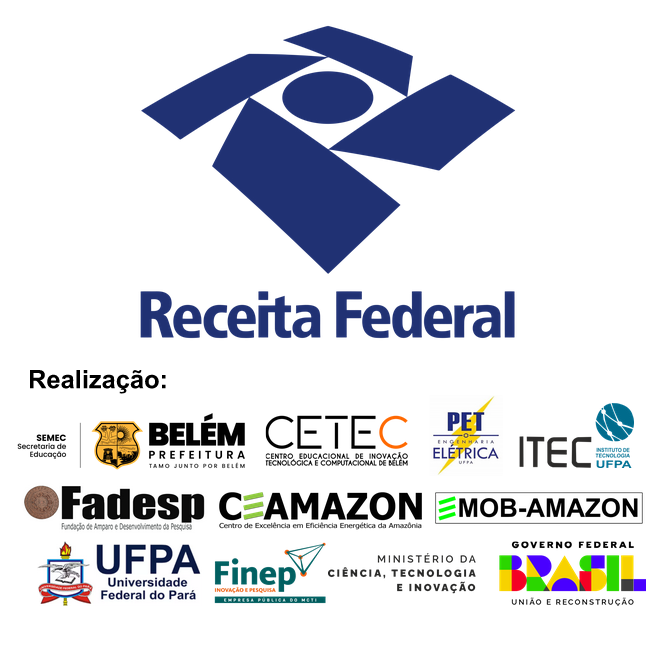 Receita Federal
Realização:
SEMEC
Secretaria de
Educação
BELÉM
PREFEITURA
TAMO JUNTO POR BELÉM
CETEC
CENTRO EDUCACIONAL DE INOVAÇÃO
TECNOLÓGICA E COMPUTACIONAL DE BELÉM
PET
ENGENHARIA
ELÉTRICA
UFPA
ITEC
INSTITUTO DE
TECNOLOGIA
UFPA
Fadesp
Fundação de Amparo e Desenvolvimento da Pesquisa
CEAMAZON
Centro de Excelência em Eficiência Energética da Amazônia
EMOB-AMAZON
UFPA
Universidade
Federal do Pará
Finep
INOVAÇÃO E PESQUISA
EMPRESA PÚBLICA DO MCTI
MINISTÉRIO DA
CIÊNCIA, TECNOLOGIA
E INOVAÇÃO
GOVERNO FEDERAL
BRASIL
UNIÃO E RECONSTRUÇÃO